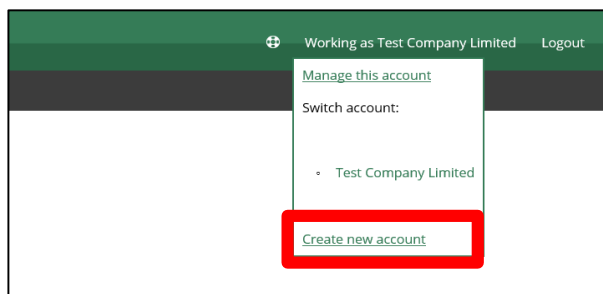 Working as Test Company Limited Logout
Manage this account
Switch account:
Test Company Limited
Create new account